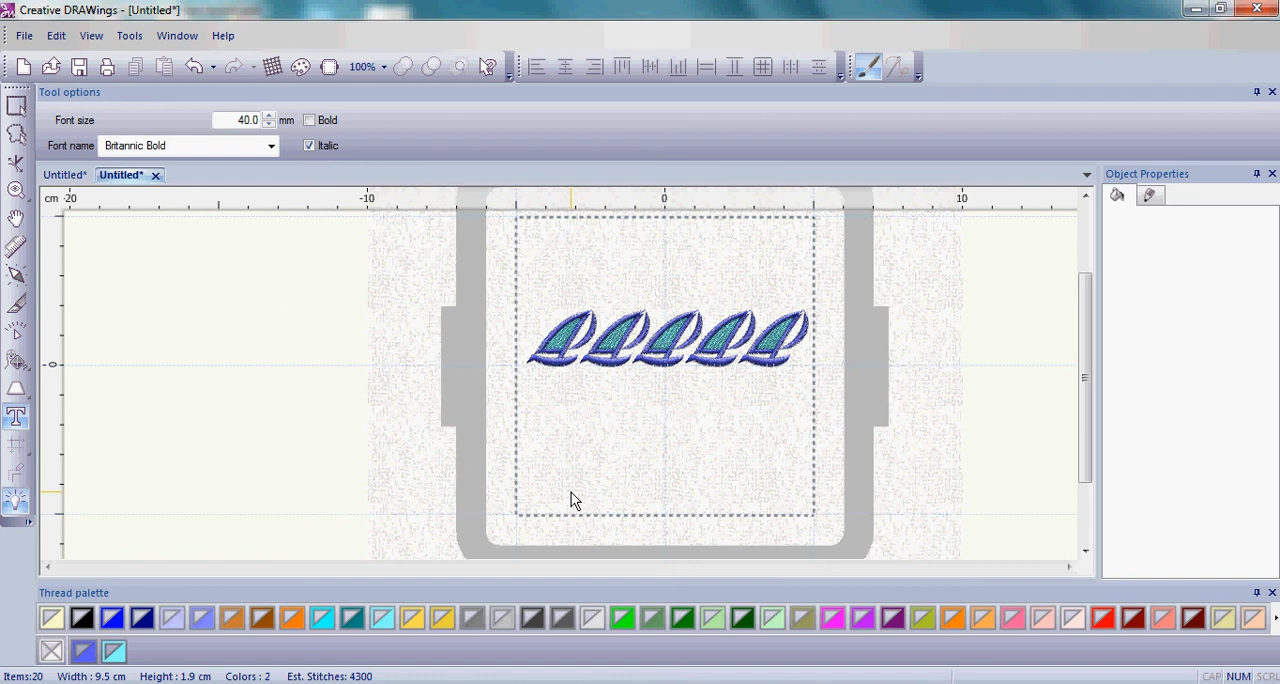 Creative DRAWings - [Untitled*]
File Edit View Tools Window Help
100%
Tool options
Font size 40.0 mm Bold
Font name Britannic Bold Italic
Untitled* Untitled* Object Properties
cm -20 -10 0 10
0
Thread palette
Items:20 Width : 9.5 cm Height : 1.9 cm Colors : 2 Est. Stitches: 4300 CAP NUM SCRL